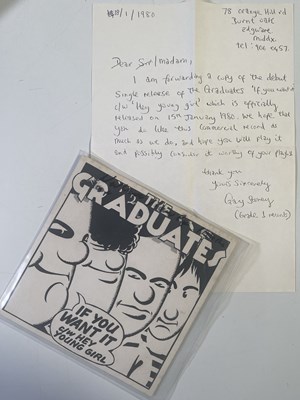 /1/1980
78 Orange Hill rd
Burnt Oak
Edgware
Middx
Dear Sir/madam,
I am forwarding a copy of the debut
single release of the Graduates 'If you want it
c/w 'Hey young girl' which is officially
released on 15th January 1980. We hope that
you do like this commercial record as
much as we do, and hope you will play it
and possibly consider it worthy of your playlist
thank you
Yours Sincerely
THE
GRADUATES
IF YOU
WANT IT
c/w HEY
YOUNG GIRL